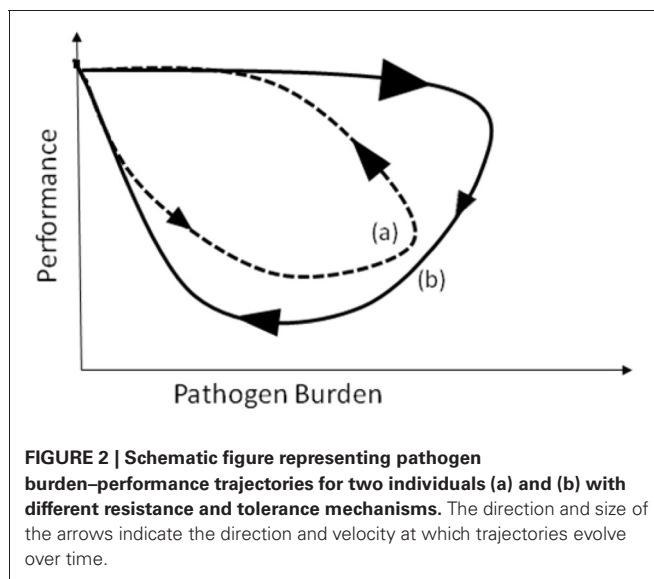 Performance
(a)
(b)
Pathogen Burden
FIGURE 2 | Schematic figure representing pathogen
burden–performance trajectories for two individuals (a) and (b) with
different resistance and tolerance mechanisms. The direction and size of
the arrows indicate the direction and velocity at which trajectories evolve
over time.